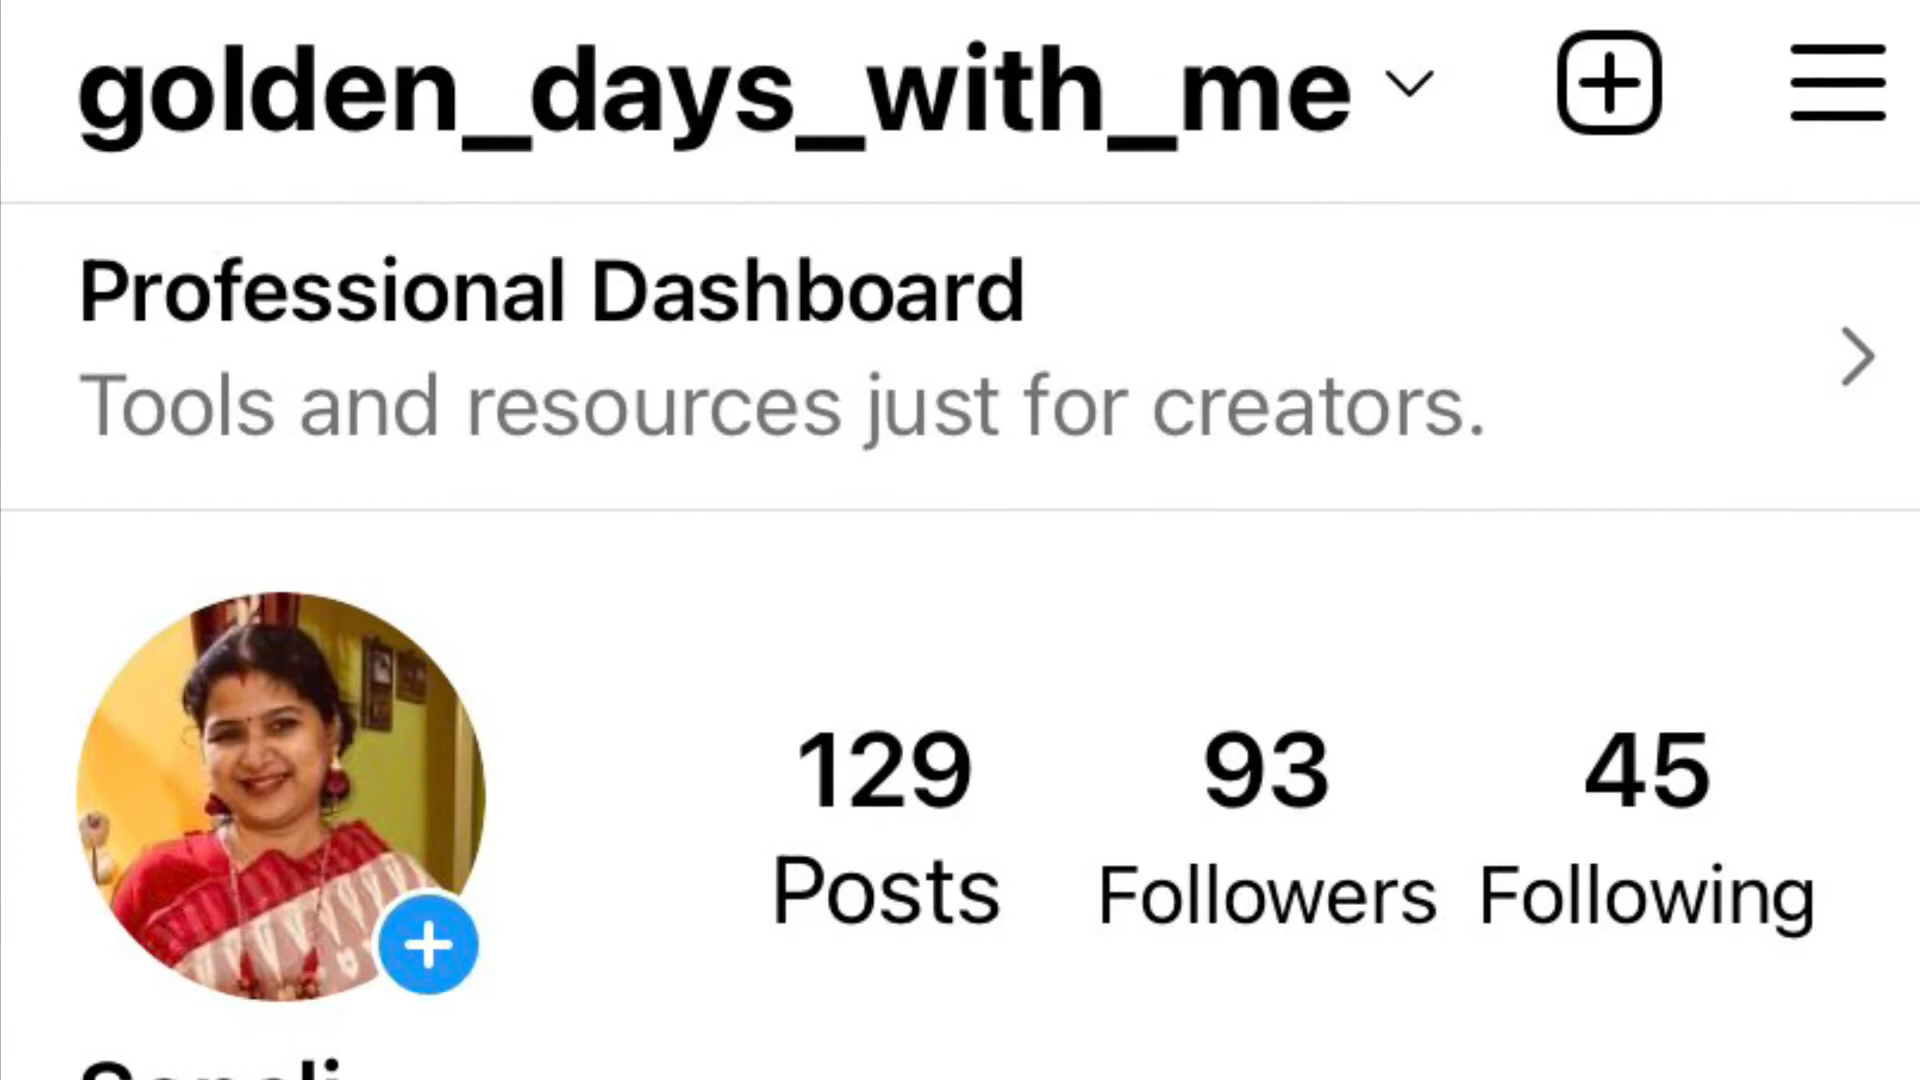 golden_days_with_me
Professional Dashboard
Tools and resources just for creators.
129 93 45
Posts Followers Following